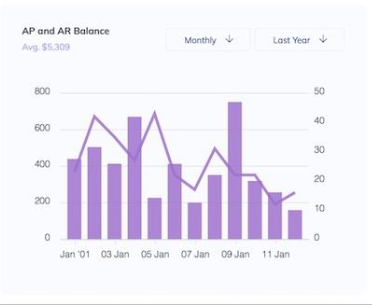 AP and AR Balance
Avg. $5,309
Monthly ↓ Last Year ↓
800 50
600 40
400 30
200 20
0 10
0
Jan '01 03 Jan 05 Jan 07 Jan 09 Jan 11 Jan